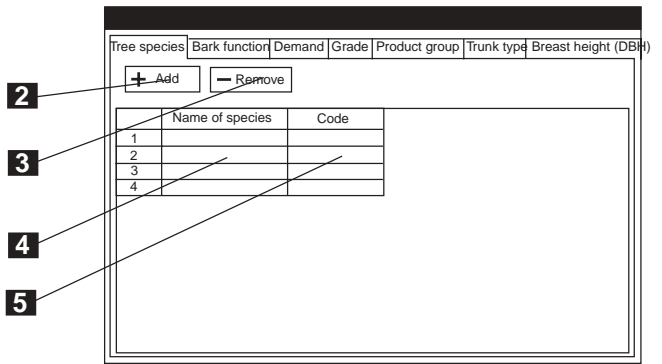 Tree species Bark function Demand Grade Product group Trunk type Breast height (DBH)
+ Add − Remove
2
Name of species Code
1
2
3
3
4
4
5